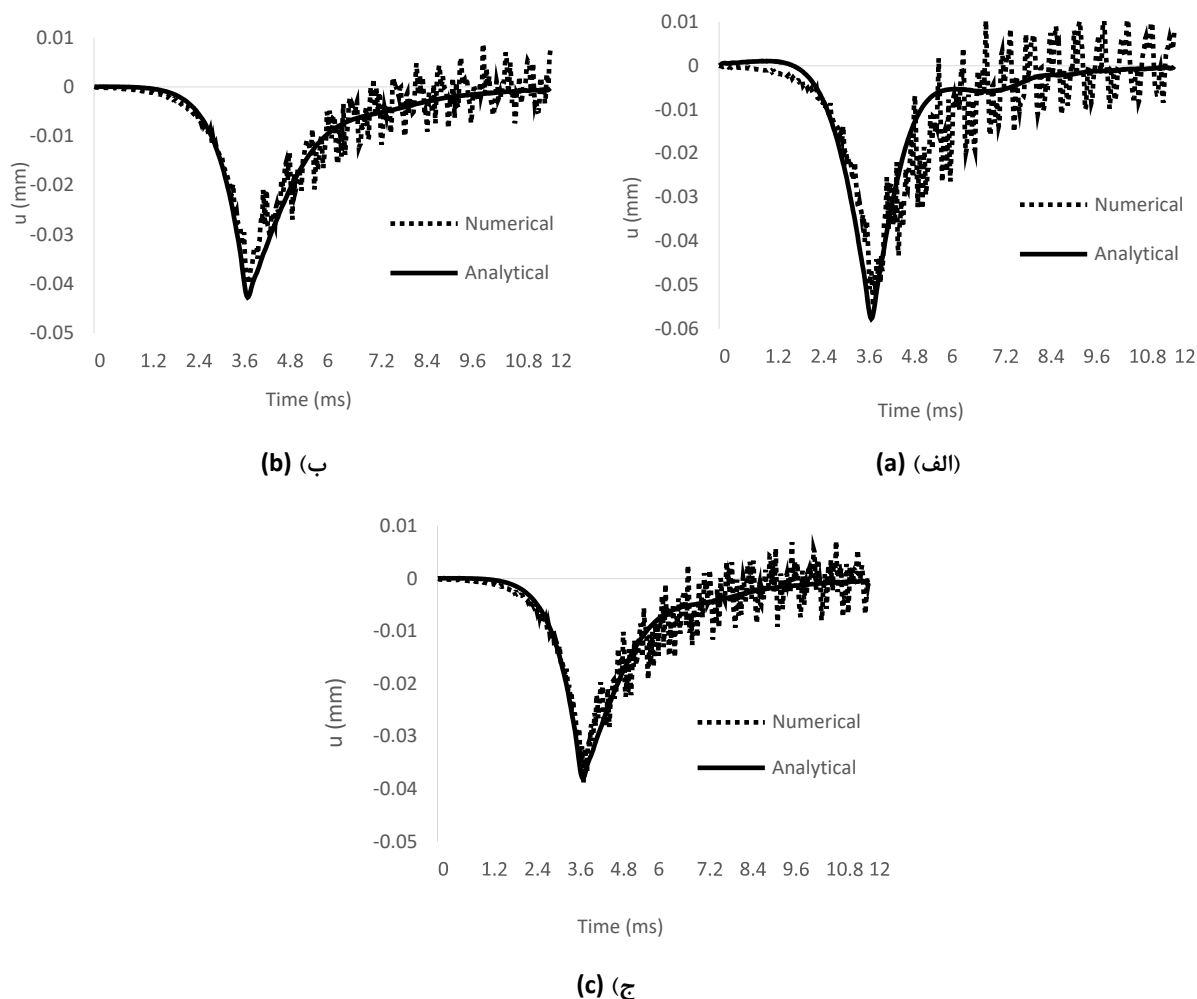 0.01
0
-0.01
-0.02
-0.03
-0.04
-0.05
u (mm)
Numerical
Analytical
0 1.2 2.4 3.6 4.8 6 7.2 8.4 9.6 10.8 12
Time (ms)
ب) (b)
0.01
0
-0.01
-0.02
-0.03
-0.04
-0.05
-0.06
u (mm)
Numerical
Analytical
0 1.2 2.4 3.6 4.8 6 7.2 8.4 9.6 10.8 12
Time (ms)
(الف) (a)
0.01
0
-0.01
-0.02
-0.03
-0.04
-0.05
u (mm)
Numerical
Analytical
0 1.2 2.4 3.6 4.8 6 7.2 8.4 9.6 10.8 12
Time (ms)
ج) (c)